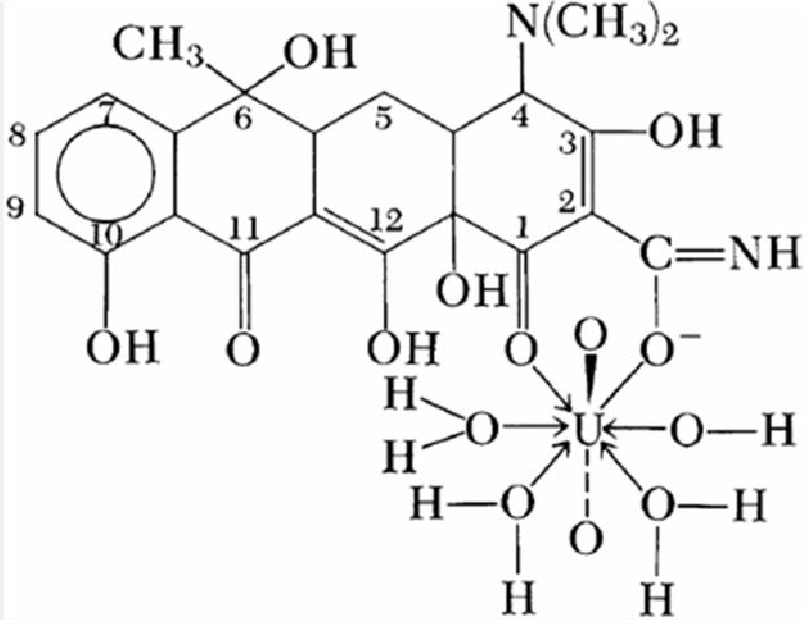 N(CH₃)₂
CH₃ OH
7 6 5 4
8 3 OH
9 2
10 11 12 1
C=NH
OH
OH O OH O O O⁻
H
O U O—H
H
H—O O—H
O
H H